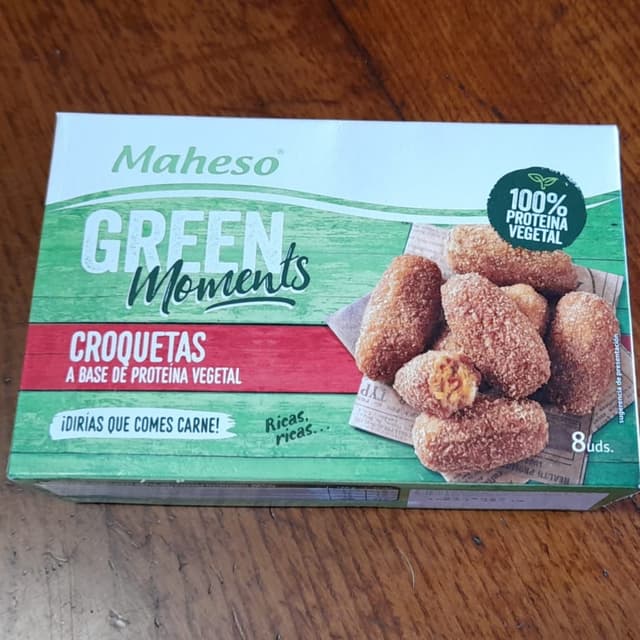 Maheso®
100%
PROTEÍNA
VEGETAL
GREEN
Moments
CROQUETAS
A BASE DE PROTEÍNA VEGETAL
¡DIRÍAS QUE COMES CARNE!
Ricas,
ricas...
8uds.
sugerencia de presentación